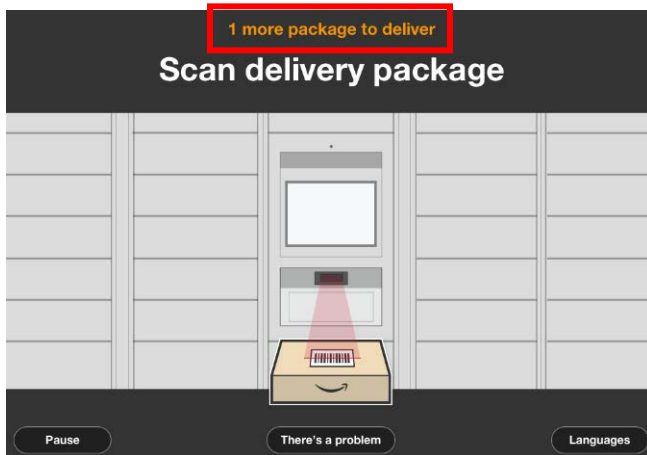 1 more package to deliver
Scan delivery package
Pause
There's a problem
Languages